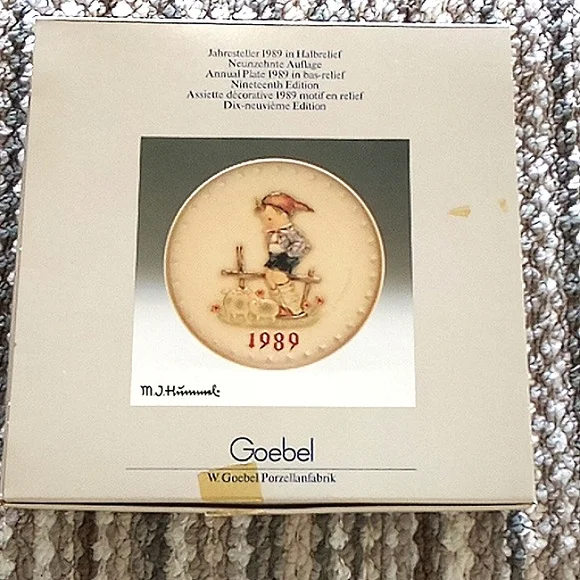 Jahresteller 1989 in Halbrelief
Neunzehnte Auflage
Annual Plate 1989 in bas-relief
Nineteenth Edition
Assiette décorative 1989 motif en relief
Dix-neuvième Edition
1989
M.J.Hummel.
Goebel
W. Goebel Porzellanfabrik